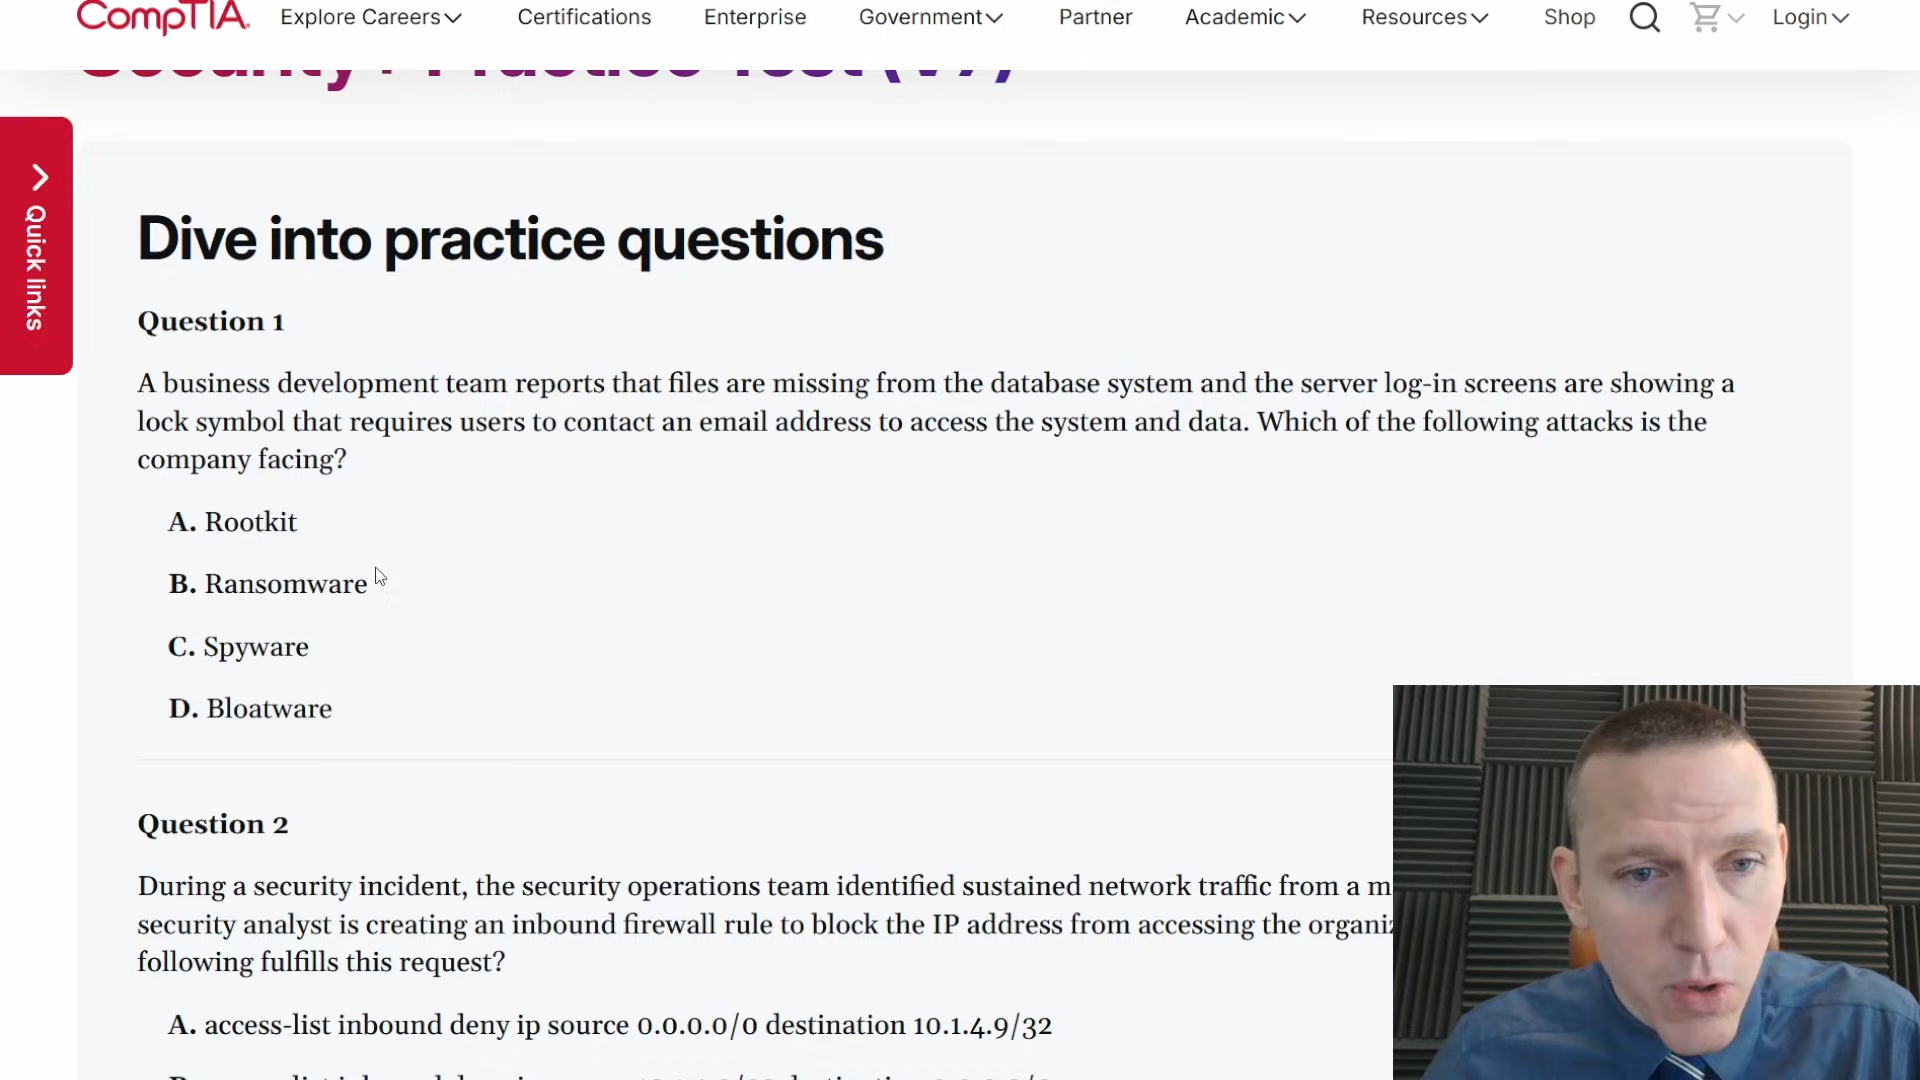 CompTIA. Explore Careers Certifications Enterprise Government Partner Academic Resources Shop Login
Security+ Practice Test (V7)
Quick links
Dive into practice questions
Question 1
A business development team reports that files are missing from the database system and the server log-in screens are showing a
lock symbol that requires users to contact an email address to access the system and data. Which of the following attacks is the
company facing?
A. Rootkit
B. Ransomware
C. Spyware
D. Bloatware
Question 2
During a security incident, the security operations team identified sustained network traffic from a m
security analyst is creating an inbound firewall rule to block the IP address from accessing the organiz
following fulfills this request?
A. access-list inbound deny ip source 0.0.0.0/0 destination 10.1.4.9/32